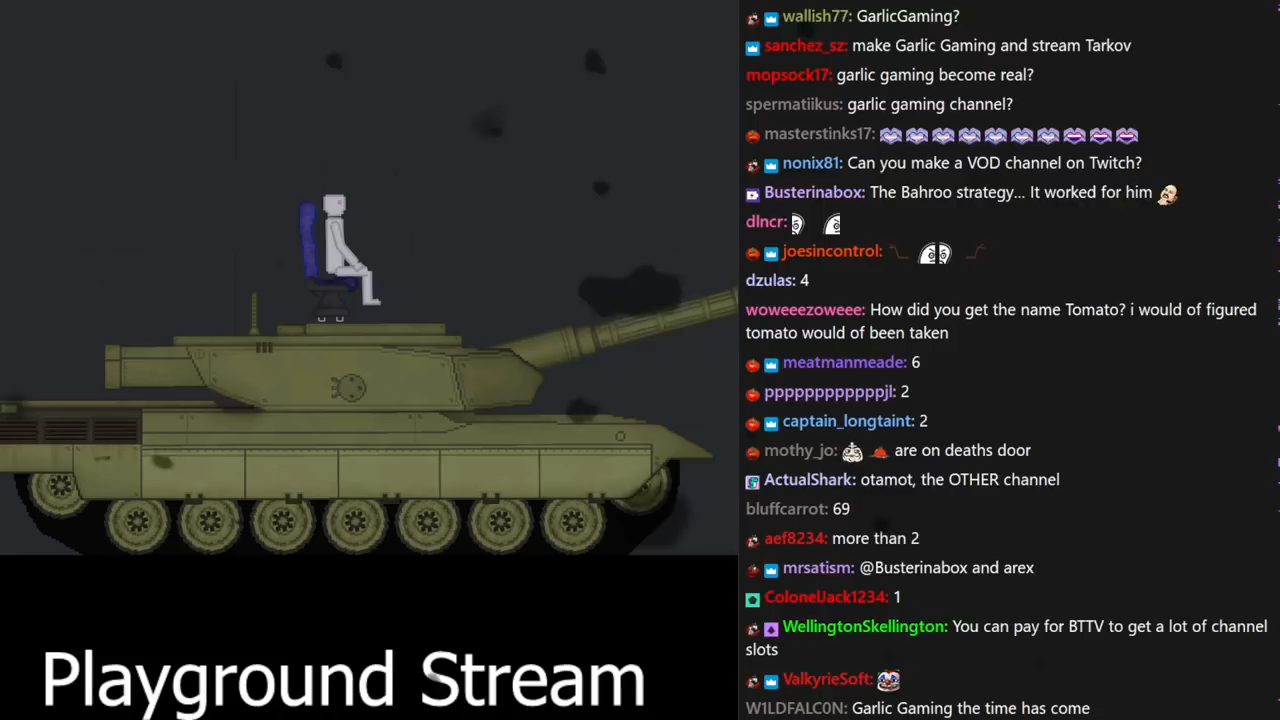 wallish77: GarlicGaming?
sanchez_sz: make Garlic Gaming and stream Tarkov
mopsock17: garlic gaming become real?
spermatiikus: garlic gaming channel?
masterstinks17:
nonix81: Can you make a VOD channel on Twitch?
Busterinabox: The Bahroo strategy... It worked for him
dlncr:
joesincontrol:
dzulas: 4
woweeezoweee: How did you get the name Tomato? i would of figured
tomato would of been taken
meatmanmeade: 6
ppppppppppppjl: 2
captain_longtaint: 2
mothy_jo: are on deaths door
ActualShark: otamot, the OTHER channel
bluffcarrot: 69
aef8234: more than 2
mrsatism: @Busterinabox and arex
ColonelJack1234: 1
WellingtonSkellington: You can pay for BTTV to get a lot of channel
slots
ValkyrieSoft:
W1LDFALC0N: Garlic Gaming the time has come
Playground Stream